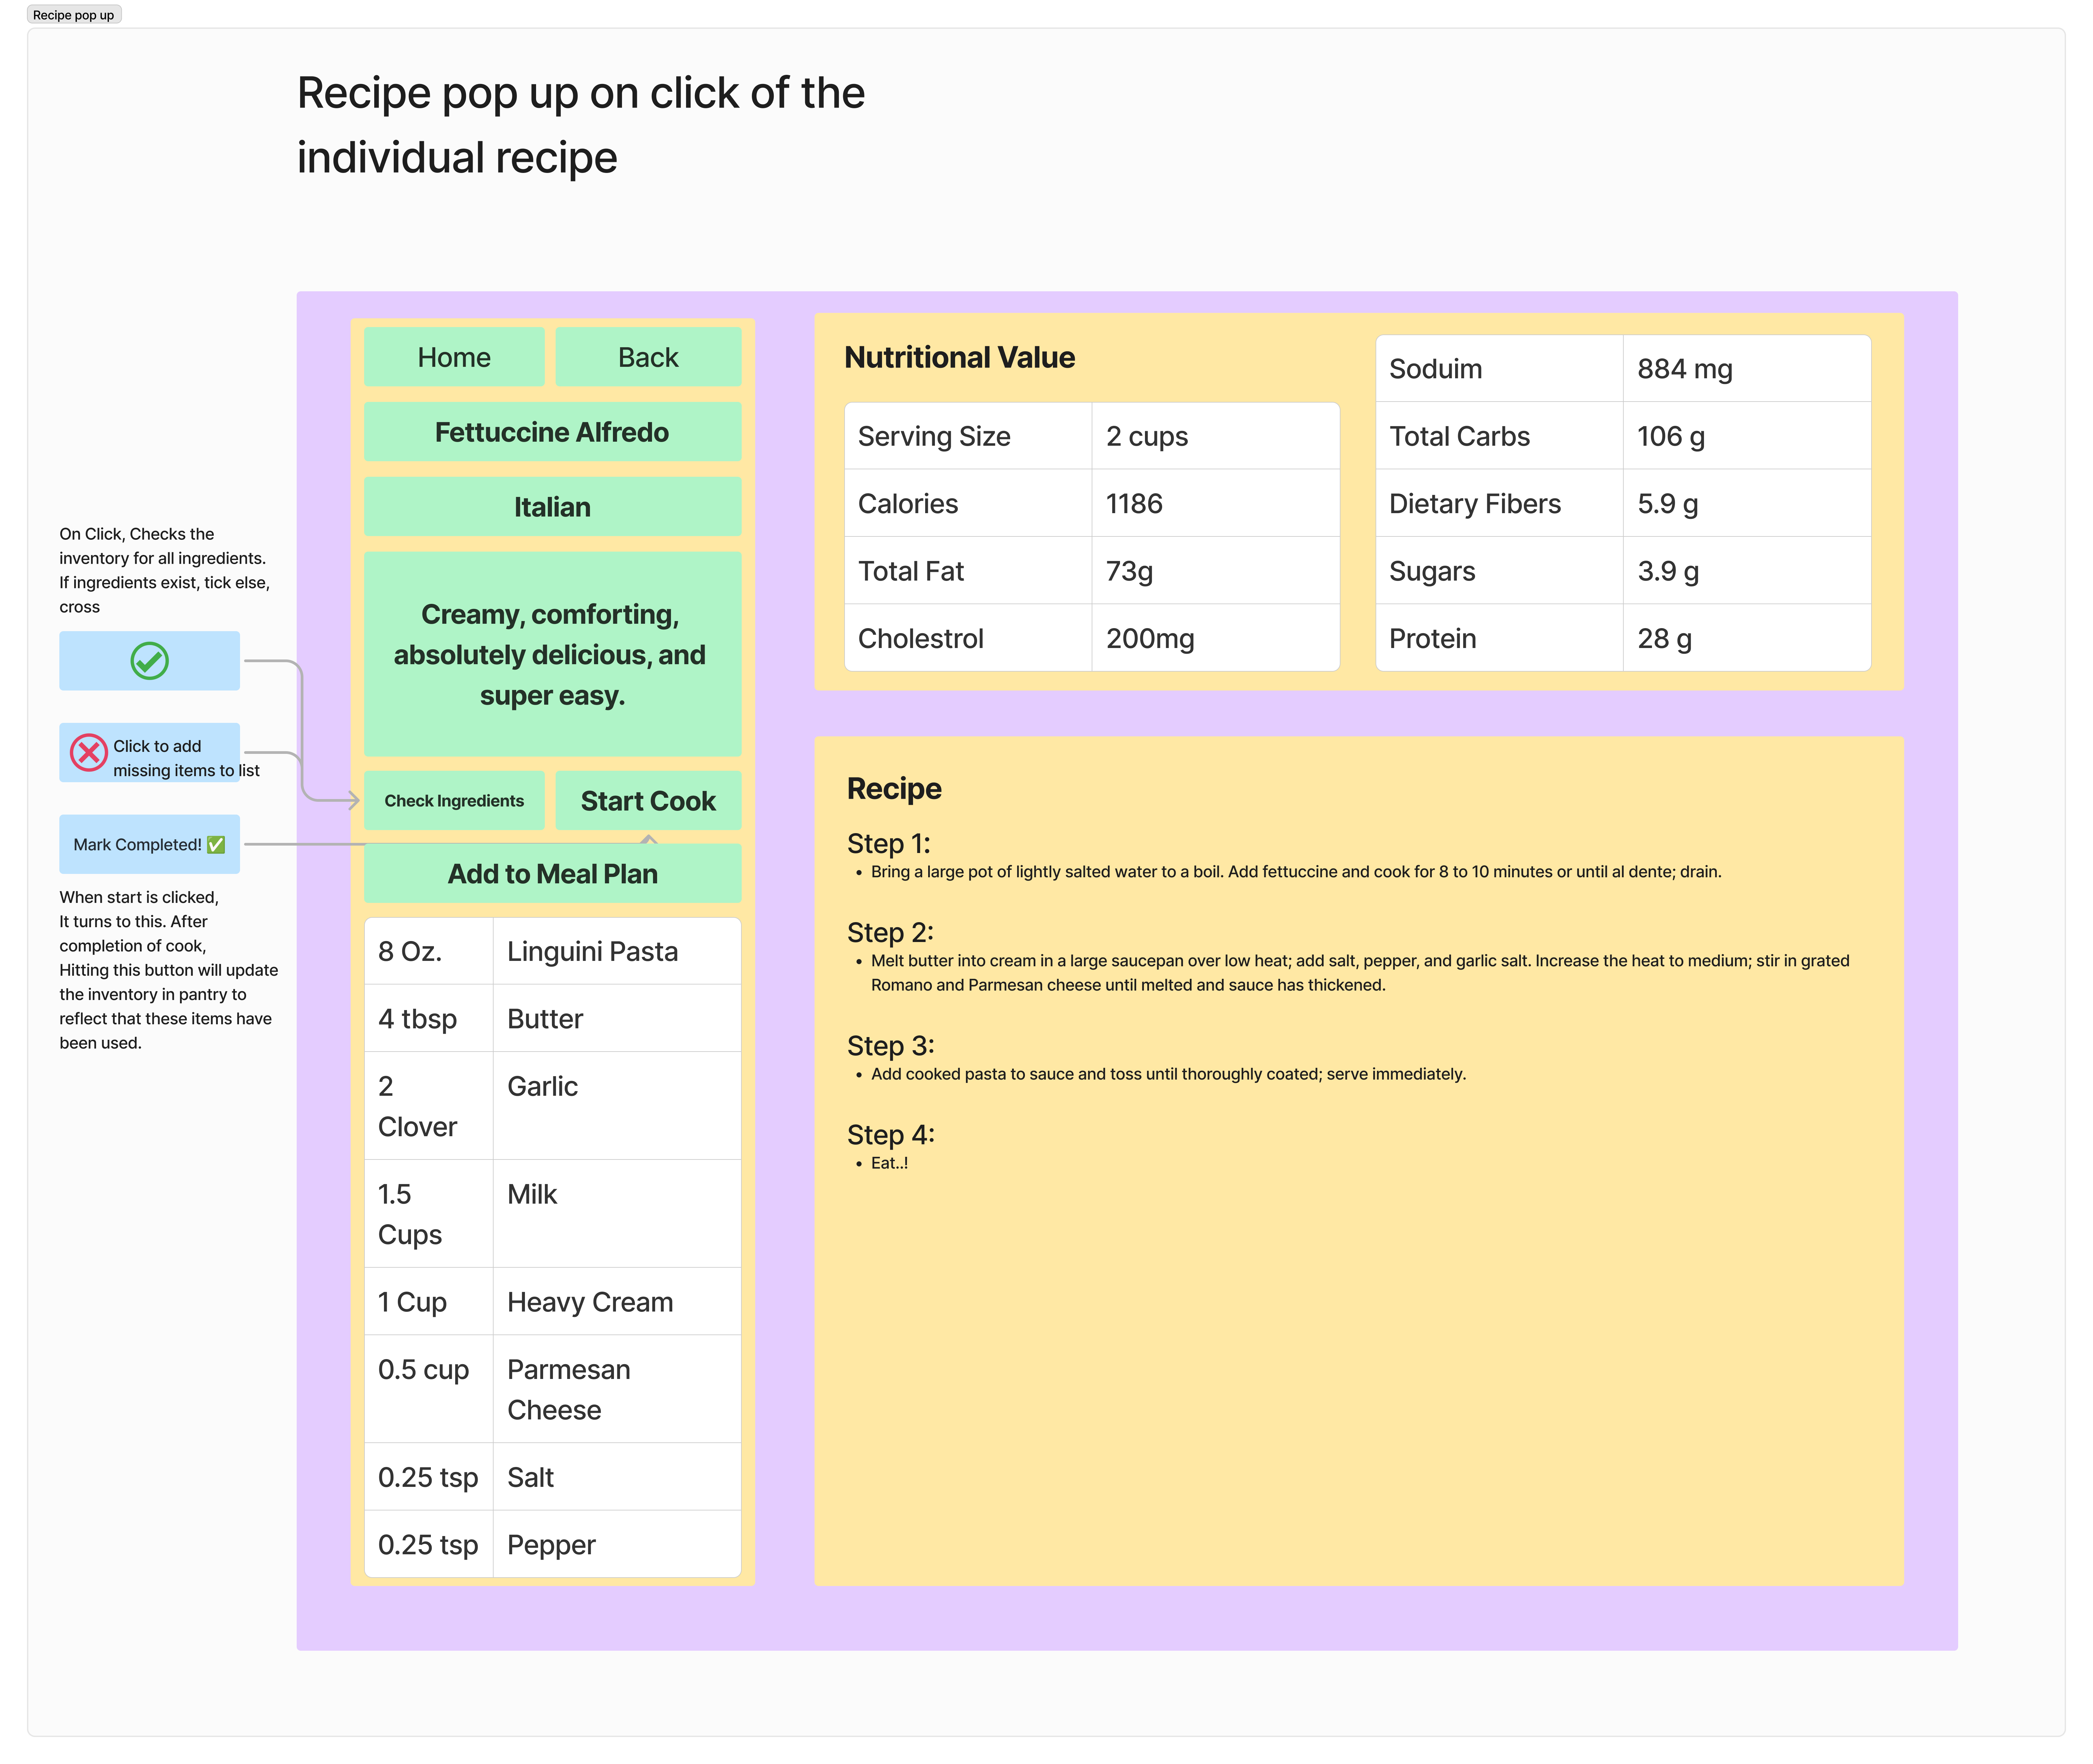 Recipe pop up
Recipe pop up on click of the
individual recipe
On Click, Checks the
inventory for all ingredients.
If ingredients exist, tick else,
cross
Click to add
missing items to list
Mark Completed! ✅
When start is clicked,
It turns to this. After
completion of cook,
Hitting this button will update
the inventory in pantry to
reflect that these items have
been used.
Home
Back
Fettuccine Alfredo
Italian
Creamy, comforting,
absolutely delicious, and
super easy.
Check Ingredients
Start Cook
Add to Meal Plan
8 Oz. Linguini Pasta
4 tbsp Butter
2 Garlic
Clover
1.5 Milk
Cups
1 Cup Heavy Cream
0.5 cup Parmesan
Cheese
0.25 tsp Salt
0.25 tsp Pepper
Nutritional Value
Serving Size 2 cups
Calories 1186
Total Fat 73g
Cholestrol 200mg
Soduim 884 mg
Total Carbs 106 g
Dietary Fibers 5.9 g
Sugars 3.9 g
Protein 28 g
Recipe
Step 1:
• Bring a large pot of lightly salted water to a boil. Add fettuccine and cook for 8 to 10 minutes or until al dente; drain.
Step 2:
• Melt butter into cream in a large saucepan over low heat; add salt, pepper, and garlic salt. Increase the heat to medium; stir in grated
Romano and Parmesan cheese until melted and sauce has thickened.
Step 3:
• Add cooked pasta to sauce and toss until thoroughly coated; serve immediately.
Step 4:
• Eat..!